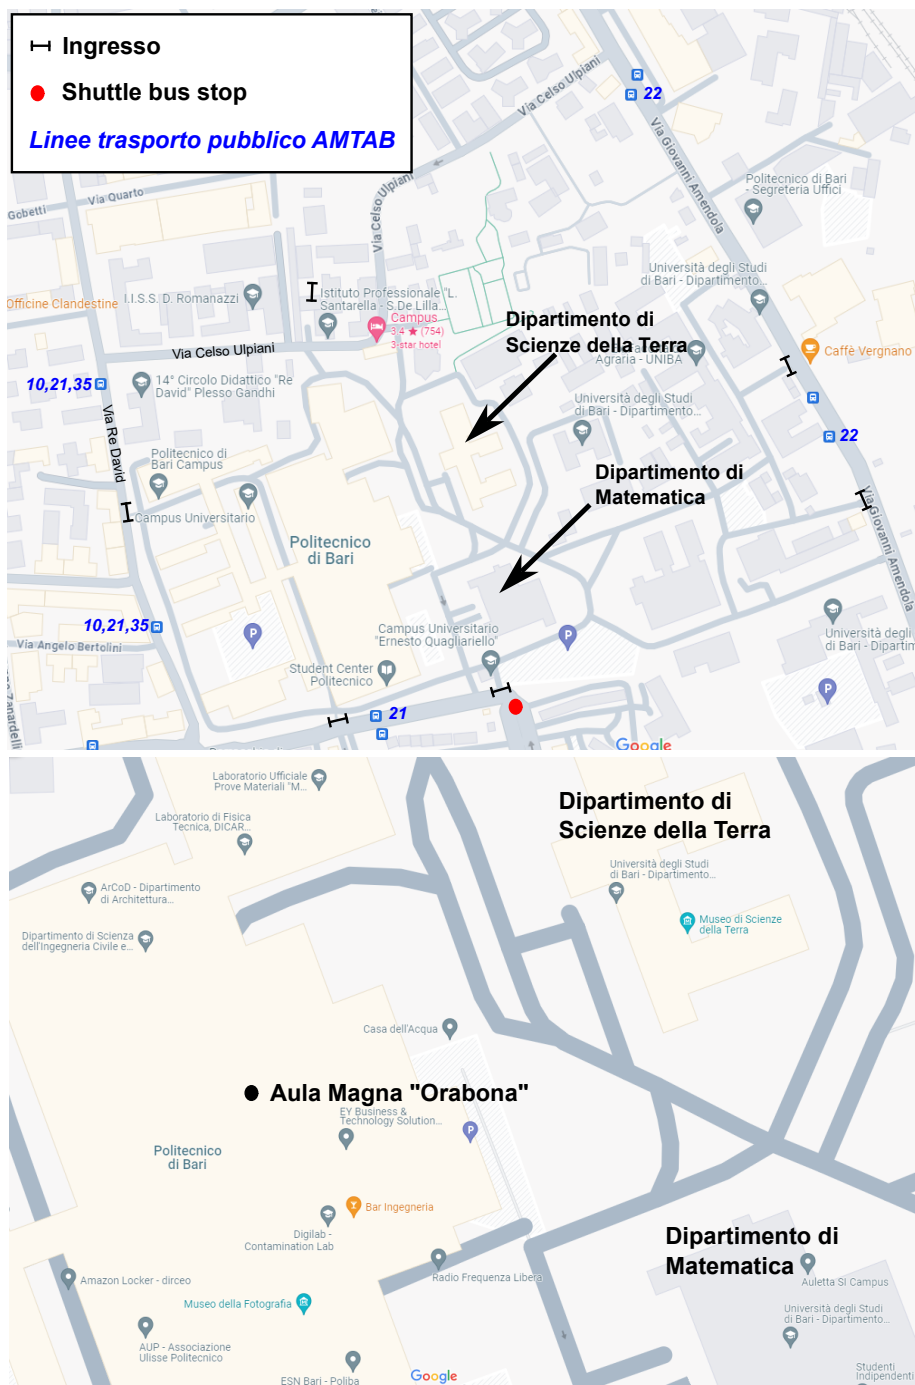 Ingresso
Shuttle bus stop
Linee trasporto pubblico AMTAB
Via Celso Ulpiani
22
Via Giovanni Amendola
Via Quarto
Gobetti
Via Celso Ulpiani
Politecnico di Bari
- Segreteria Uffici
Università degli Studi
di Bari - Dipartimento...
Officine Clandestine
I.I.S.S. D. Romanazzi
Istituto Professionale "L.
Santarella - S.De Lilla...
Campus
3,4 ★ (754)
3-star hotel
Dipartimento di
Scienze della Terra
Agraria - UNIBA
Caffè Vergnano
Via Celso Ulpiani
10,21,35
14° Circolo Didattico "Re
David" Plesso Gandhi
Università degli Studi
di Bari - Dipartimento...
22
Via Re David
Politecnico di
Bari Campus
Dipartimento di
Matematica
Campus Universitario
Via Giovanni Amendola
Politecnico
di Bari
10,21,35
P
Campus Universitario
"Ernesto Quagliariello"
P
Via Angelo Bertolini
Università degli
di Bari - Dipartim
Student Center
Politecnico
P
Zanardelli
21
Google
Laboratorio Ufficiale
Prove Materiali "M...
Dipartimento di
Scienze della Terra
Laboratorio di Fisica
Tecnica, DICAR...
Università degli Studi
di Bari - Dipartimento...
ArCoD - Dipartimento
di Architettura...
Museo di Scienze
della Terra
Dipartimento di Scienza
dell'Ingegneria Civile e...
Casa dell'Acqua
Aula Magna "Orabona"
EY Business &
Technology Solution...
P
Politecnico
di Bari
Bar Ingegneria
Digilab -
Contamination Lab
Dipartimento di
Matematica
Radio Frequenza Libera
Auletta SI Campus
Amazon Locker - dirceo
Museo della Fotografia
Università degli Studi
di Bari - Dipartimento...
AUP - Associazione
Ulisse Politecnico
Studenti
Indipendenti
ESN Bari - Poliba
Google